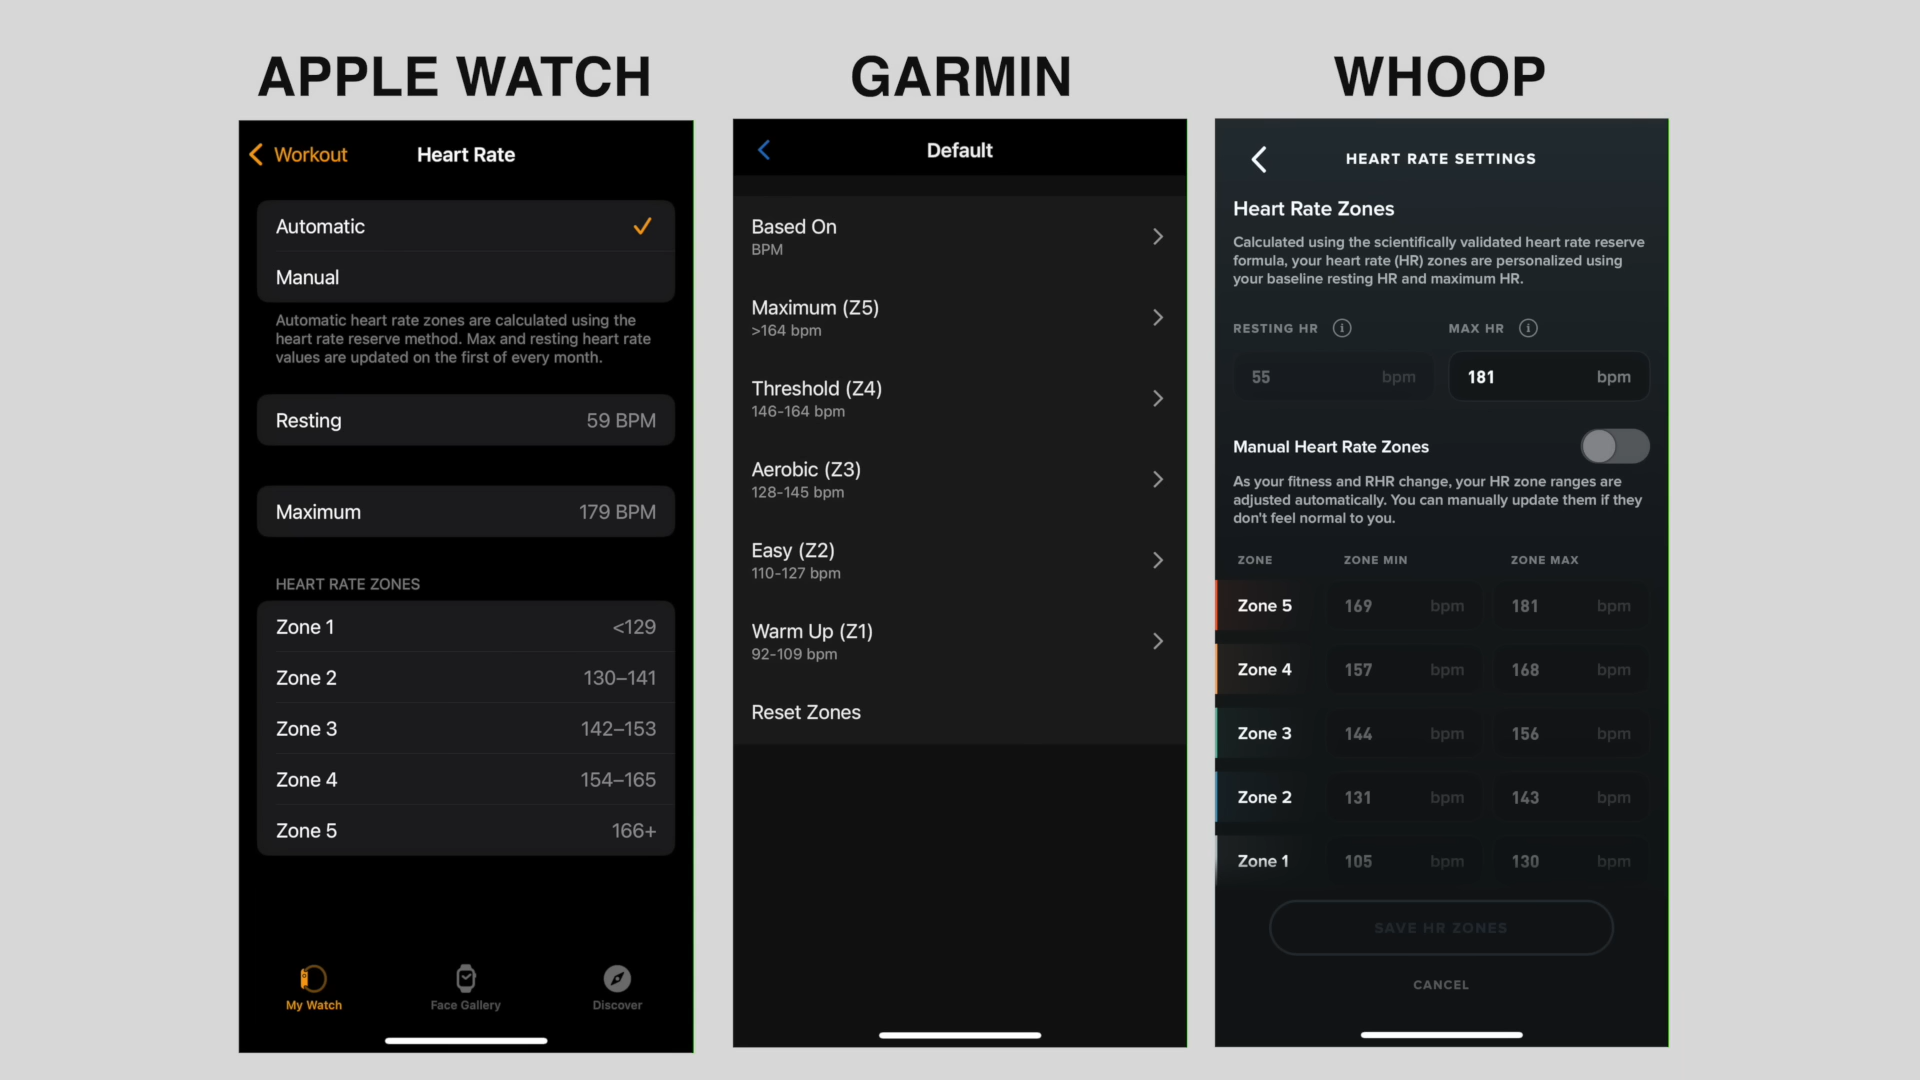 APPLE WATCH
Workout
Heart Rate
Automatic
Manual
Automatic heart rate zones are calculated using the
heart rate reserve method. Max and resting heart rate
values are updated on the first of every month.
Resting 59 BPM
Maximum 179 BPM
HEART RATE ZONES
Zone 1 <129
Zone 2 130–141
Zone 3 142–153
Zone 4 154–165
Zone 5 166+
My Watch
Face Gallery
Discover
GARMIN
Default
Based On
BPM
Maximum (Z5)
>164 bpm
Threshold (Z4)
146-164 bpm
Aerobic (Z3)
128-145 bpm
Easy (Z2)
110-127 bpm
Warm Up (Z1)
92-109 bpm
Reset Zones
WHOOP
HEART RATE SETTINGS
Heart Rate Zones
Calculated using the scientifically validated heart rate reserve
formula, your heart rate (HR) zones are personalized using
your baseline resting HR and maximum HR.
RESTING HR MAX HR
55 bpm 181 bpm
Manual Heart Rate Zones
As your fitness and RHR change, your HR zone ranges are
adjusted automatically. You can manually update them if they
don't feel normal to you.
ZONE ZONE MIN ZONE MAX
Zone 5 169 bpm 181 bpm
Zone 4 157 bpm 168 bpm
Zone 3 144 bpm 156 bpm
Zone 2 131 bpm 143 bpm
Zone 1 105 bpm 130 bpm
SAVE HR ZONES
CANCEL